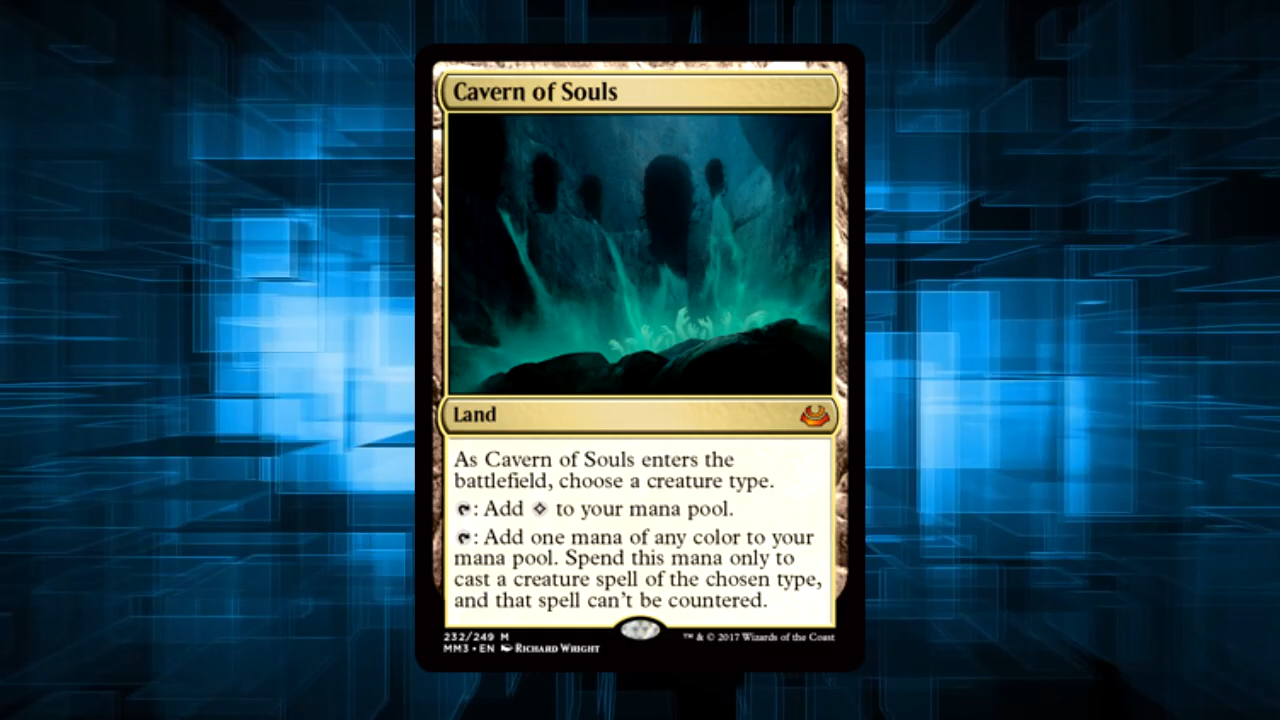 Cavern of Souls
Land
As Cavern of Souls enters the
battlefield, choose a creature type.
: Add to your mana pool.
: Add one mana of any color to your
mana pool. Spend this mana only to
cast a creature spell of the chosen type,
and that spell can't be countered.
232/249 M
MM3 • EN Richard Wright
™ & © 2017 Wizards of the Coast